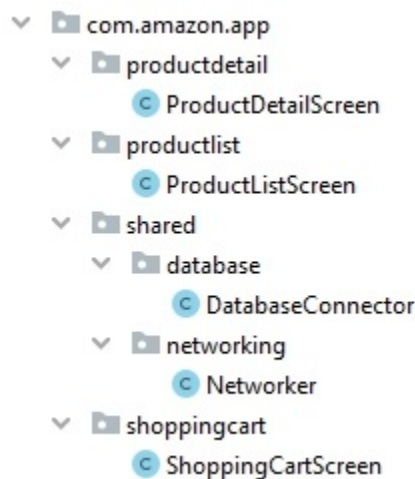 com.amazon.app
productdetail
C ProductDetailScreen
productlist
C ProductListScreen
shared
database
C DatabaseConnector
networking
C Networker
shoppingcart
C ShoppingCartScreen